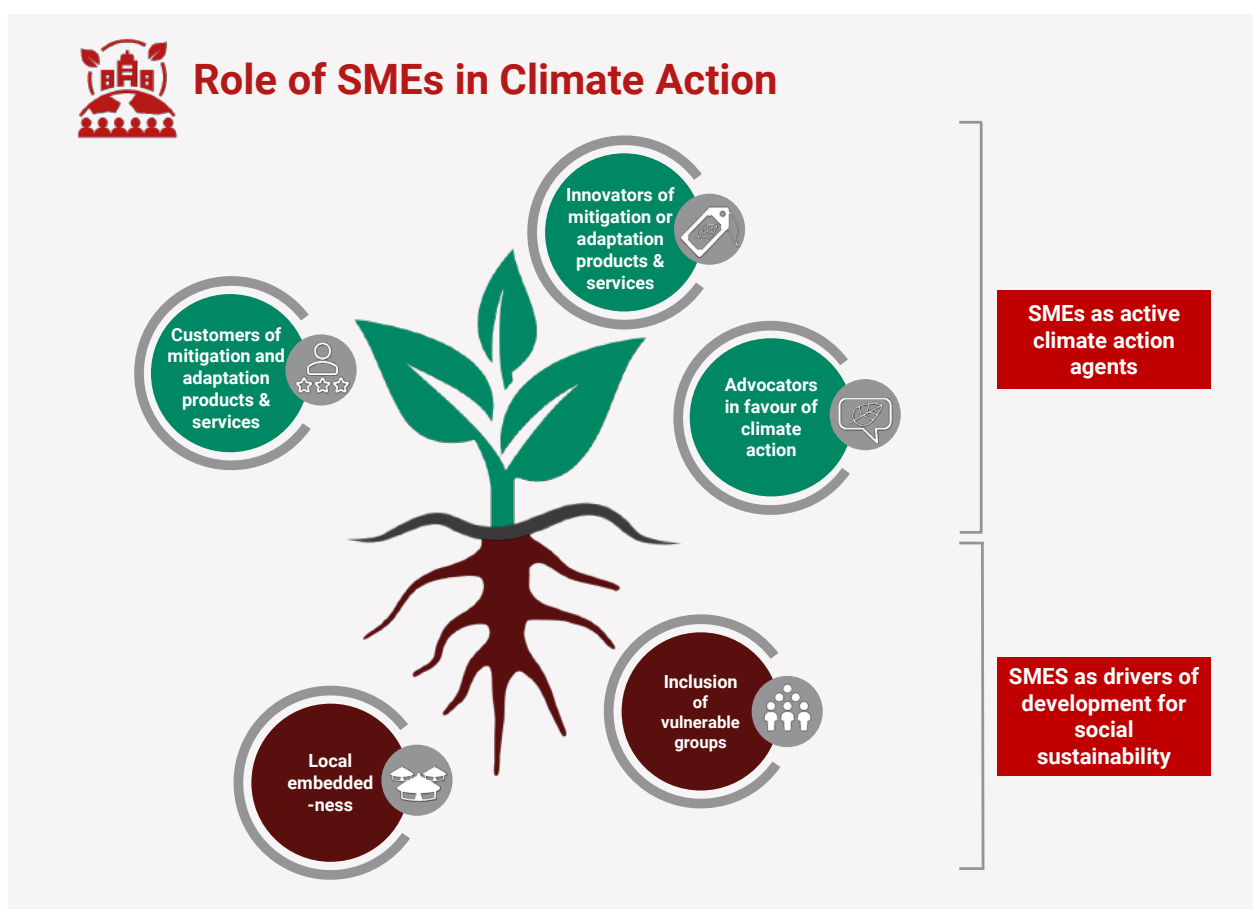 Role of SMEs in Climate Action
Innovators of
mitigation or
adaptation
products &
services
Customers of
mitigation and
adaptation
products &
services
Advocators
in favour of
climate
action
SMEs as active
climate action
agents
Inclusion
of
vulnerable
groups
Local
embedded
-ness
SMES as drivers of
development for
social
sustainability